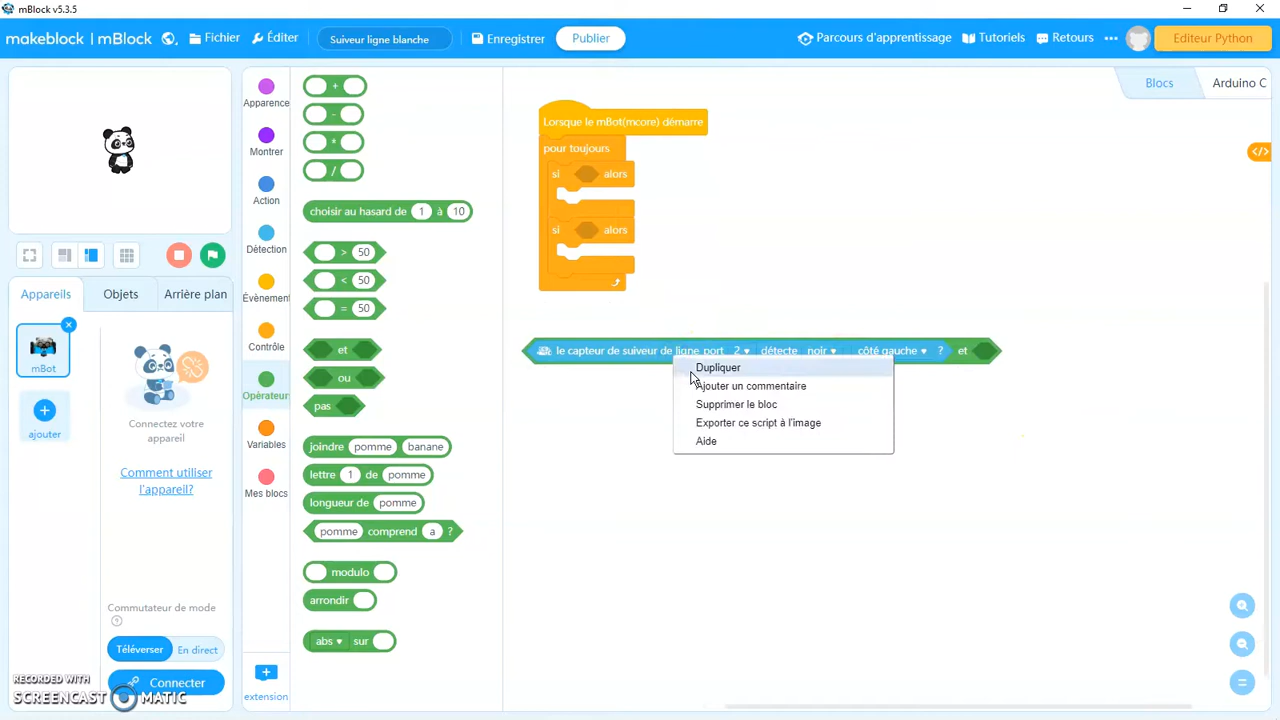 mBlock v5.3.5
makeblock | mBlock
Fichier
Éditer
Suiveur ligne blanche
Enregistrer
Publier
Parcours d'apprentissage
Tutoriels
Retours
Editeur Python
Blocs
Arduino C
Apparence
Montrer
Action
Détection
Évènement
Contrôle
Opérateur
Variables
Mes blocs
extension
+
-
*
/
choisir au hasard de 1 à 10
> 50
< 50
= 50
et
ou
pas
joindre pomme banane
lettre 1 de pomme
longueur de pomme
pomme comprend a ?
modulo
arrondir
abs sur
Lorsque le mBot(mcore) démarre
pour toujours
si alors
si alors
le capteur de suiveur de ligne port 2 détecte noir côté gauche ? et
Dupliquer
Ajouter un commentaire
Supprimer le bloc
Exporter ce script à l'image
Aide
Appareils
Objets
Arrière plan
mBot
ajouter
Connectez votre
appareil
Comment utiliser
l'appareil?
Commutateur de
mode
Téléverser
En direct
Connecter
RECORDED WITH
SCREENCAST MATIC